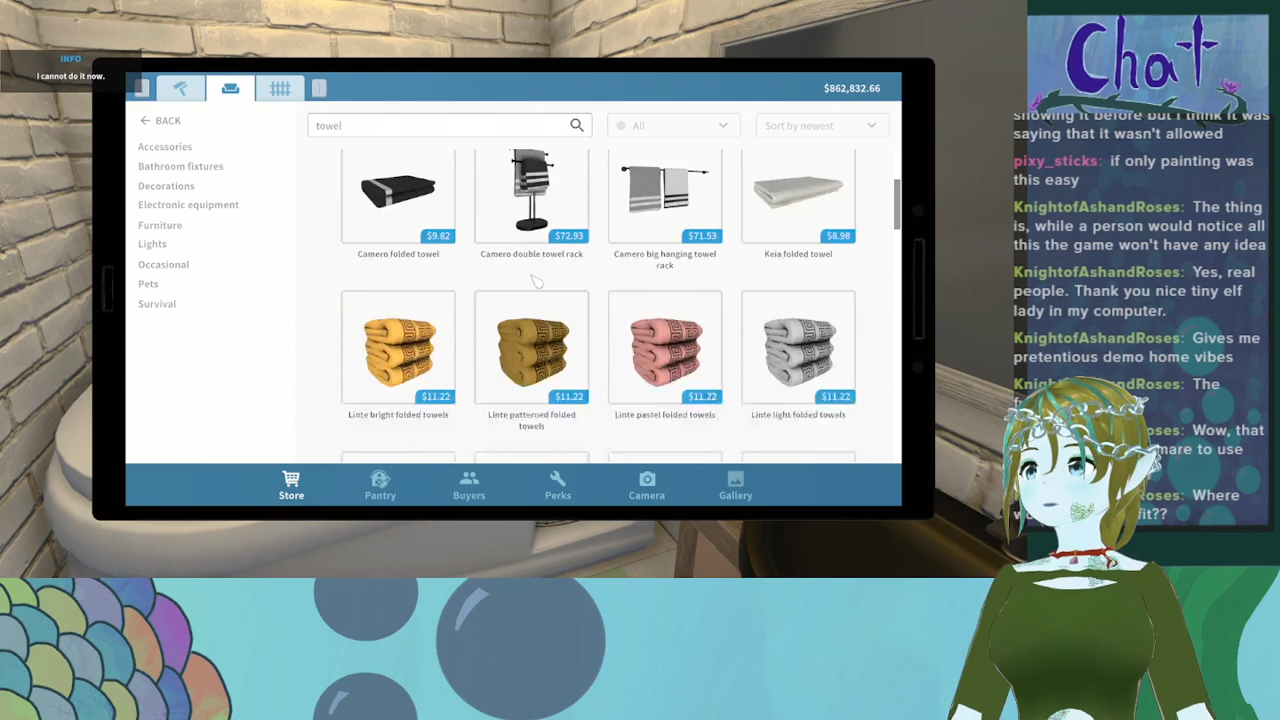 INFO
I cannot do it now.
$862,832.66
BACK
towel
All
Sort by newest
Accessories
Bathroom fixtures
Decorations
Electronic equipment
Furniture
Lights
Occasional
Pets
Survival
$9.82
$72.93
$71.53
$8.98
Camero folded towel
Camero double towel rack
Camero big hanging towel
rack
Keia folded towel
$11.22
$11.22
$11.22
$11.22
Linte bright folded towels
Linte patterned folded
towels
Linte pastel folded towels
Linte light folded towels
Store
Pantry
Buyers
Perks
Camera
Gallery
Chat
showing it before but I think it was
saying that it wasn't allowed
pixy_sticks: if only painting was
this easy
KnightofAshandRoses: The thing
is, while a person would notice all
this the game won't have any idea
KnightofAshandRoses: Yes, real
people. Thank you nice tiny elf
lady in my computer.
KnightofAshandRoses: Gives me
pretentious demo home vibes
The
Wow, that
to use
Where
fit??